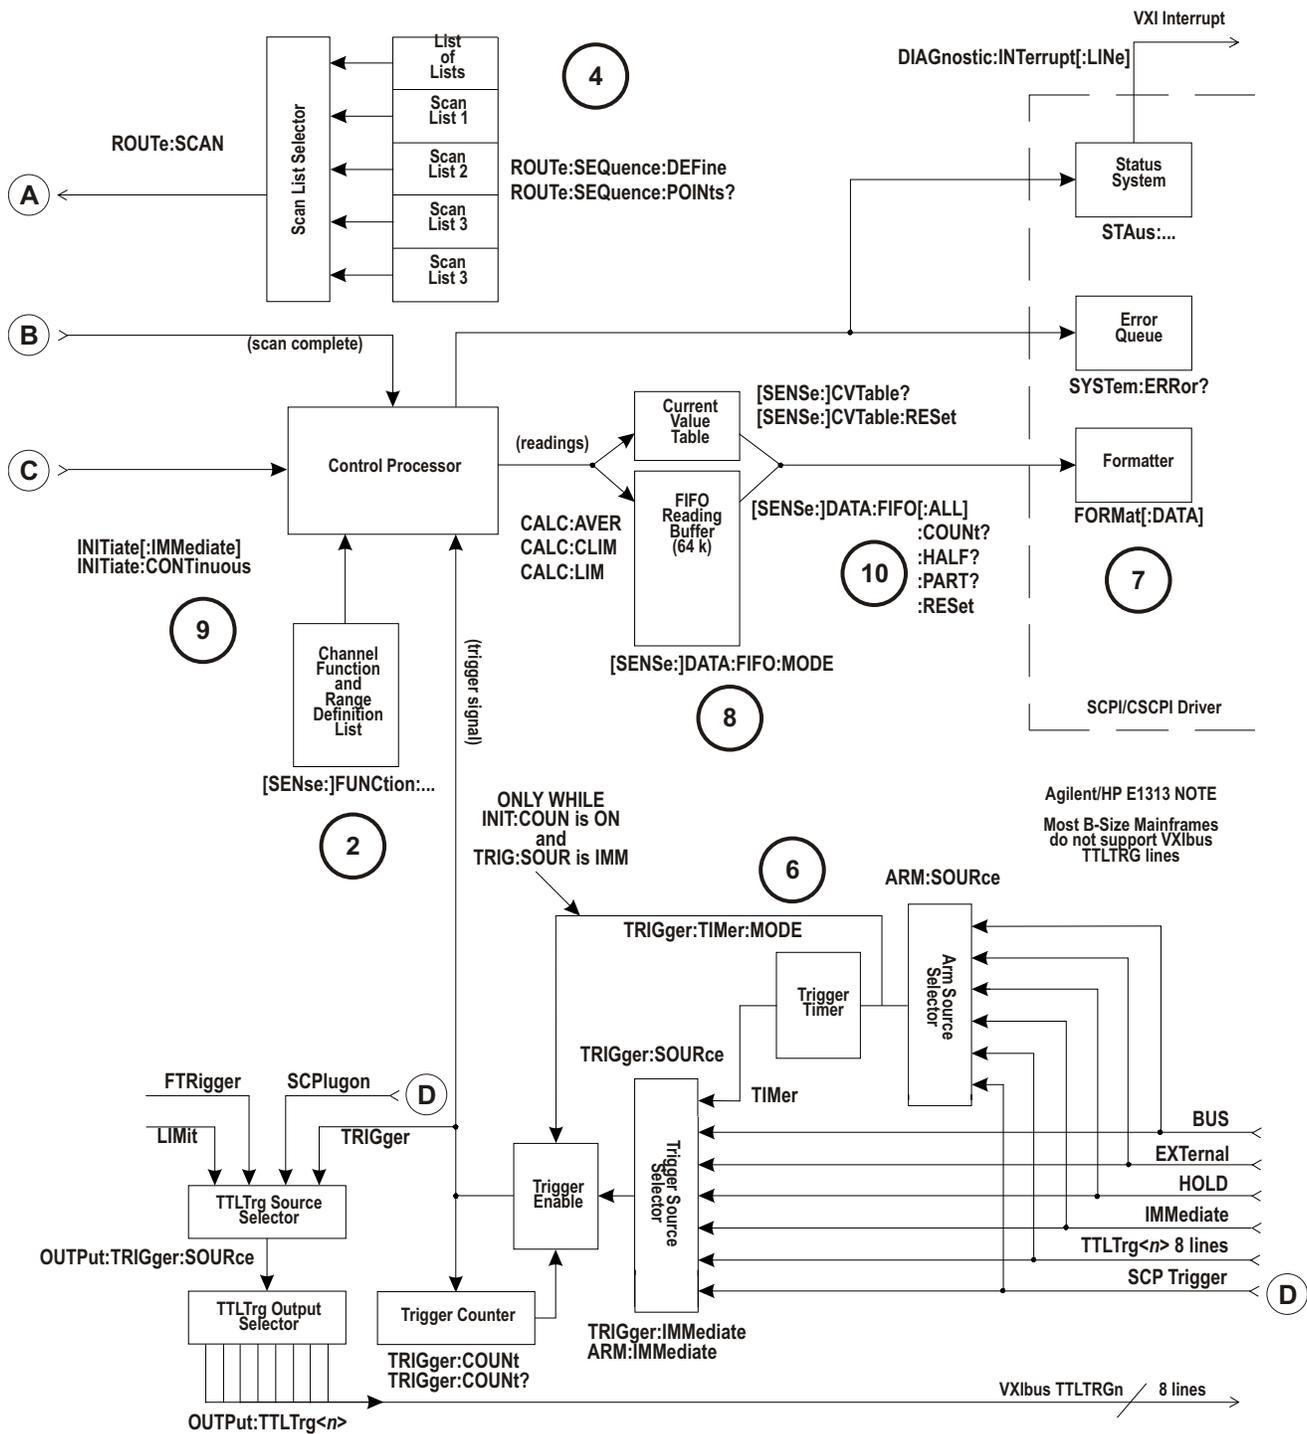 VXI Interrupt
DIAGnostic:INTerrupt[:LINe]
List
of
Lists
4
Scan
List 1
ROUTe:SCAN
Scan List Selector
Scan
List 2
ROUTe:SEQuence:DEFine
ROUTe:SEQuence:POINts?
Status
System
A
Scan
List 3
STAus:...
Scan
List 3
Error
Queue
B
(scan complete)
SYSTem:ERRor?
Current
Value
Table
[SENSe:]CVTable?
[SENSe:]CVTable:RESet
(readings)
C
Control Processor
Formatter
FIFO
Reading
Buffer
(64 k)
[SENSe:]DATA:FIFO[:ALL]
:COUNt?
:HALF?
:PART?
:RESet
FORMat[:DATA]
CALC:AVER
CALC:CLIM
CALC:LIM
INITiate[:IMMediate]
INITiate:CONTinuous
10
7
9
Channel
Function
and
Range
Definition
List
(trigger signal)
[SENSe:]DATA:FIFO:MODE
8
SCPI/CSCPI Driver
[SENse:]FUNCtion:...
2
ONLY WHILE
INIT:COUN is ON
and
TRIG:SOUR is IMM
Agilent/HP E1313 NOTE
Most B-Size Mainframes
do not support VXIbus
TTLTRG lines
6
ARM:SOURce
TRIGger:TIMer:MODE
Arm Source
Selector
Trigger
Timer
TRIGger:SOURce
FTRigger
SCPlugon
D
TIMer
LIMit
TRIGger
BUS
EXTernal
HOLD
IMMediate
TTLTrg<n> 8 lines
SCP Trigger
D
Trigger Source
Selector
Trigger
Enable
TTLTrg Source
Selector
OUTPut:TRIGger:SOURce
TTLTrg Output
Selector
Trigger Counter
TRIGger:IMMediate
ARM:IMMediate
TRIGger:COUNt
TRIGger:COUNt?
VXIbus TTLTRGn
8 lines
OUTPut:TTLTrg<n>